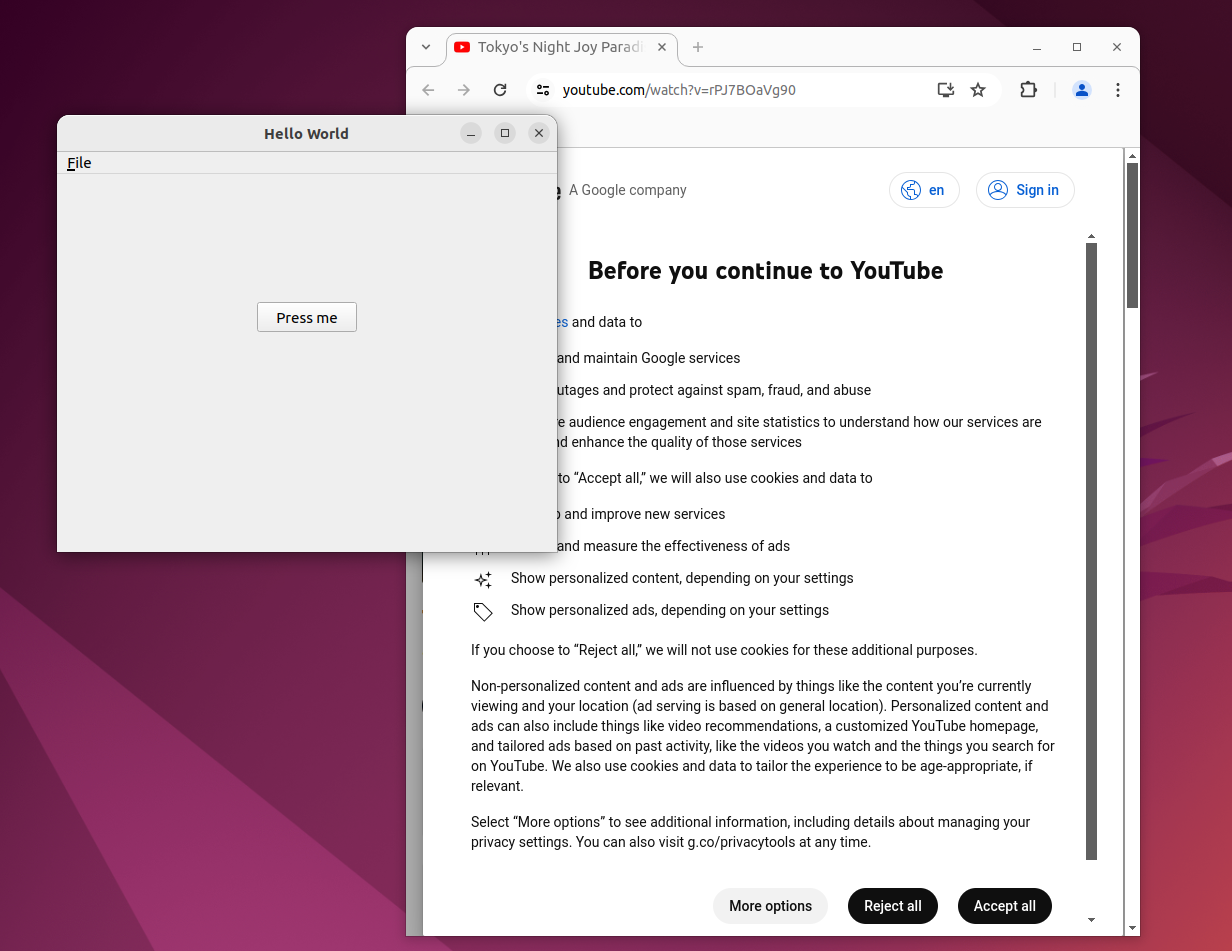 Tokyo's Night Joy Paradi
youtube.com/watch?v=rPJ7BOaVg90
Hello World
File
Press me
A Google company
en
Sign in
Before you continue to YouTube
and data to
and maintain Google services
and protect against spam, fraud, and abuse
audience engagement and site statistics to understand how our services are
enhance the quality of those services
to “Accept all,” we will also use cookies and data to
and improve new services
and measure the effectiveness of ads
Show personalized content, depending on your settings
Show personalized ads, depending on your settings
If you choose to “Reject all,” we will not use cookies for these additional purposes.
Non-personalized content and ads are influenced by things like the content you’re currently
viewing and your location (ad serving is based on general location). Personalized content and
ads can also include things like video recommendations, a customized YouTube homepage,
and tailored ads based on past activity, like the videos you watch and the things you search for
on YouTube. We also use cookies and data to tailor the experience to be age-appropriate, if
relevant.
Select “More options” to see additional information, including details about managing your
privacy settings. You can also visit g.co/privacytools at any time.
More options
Reject all
Accept all